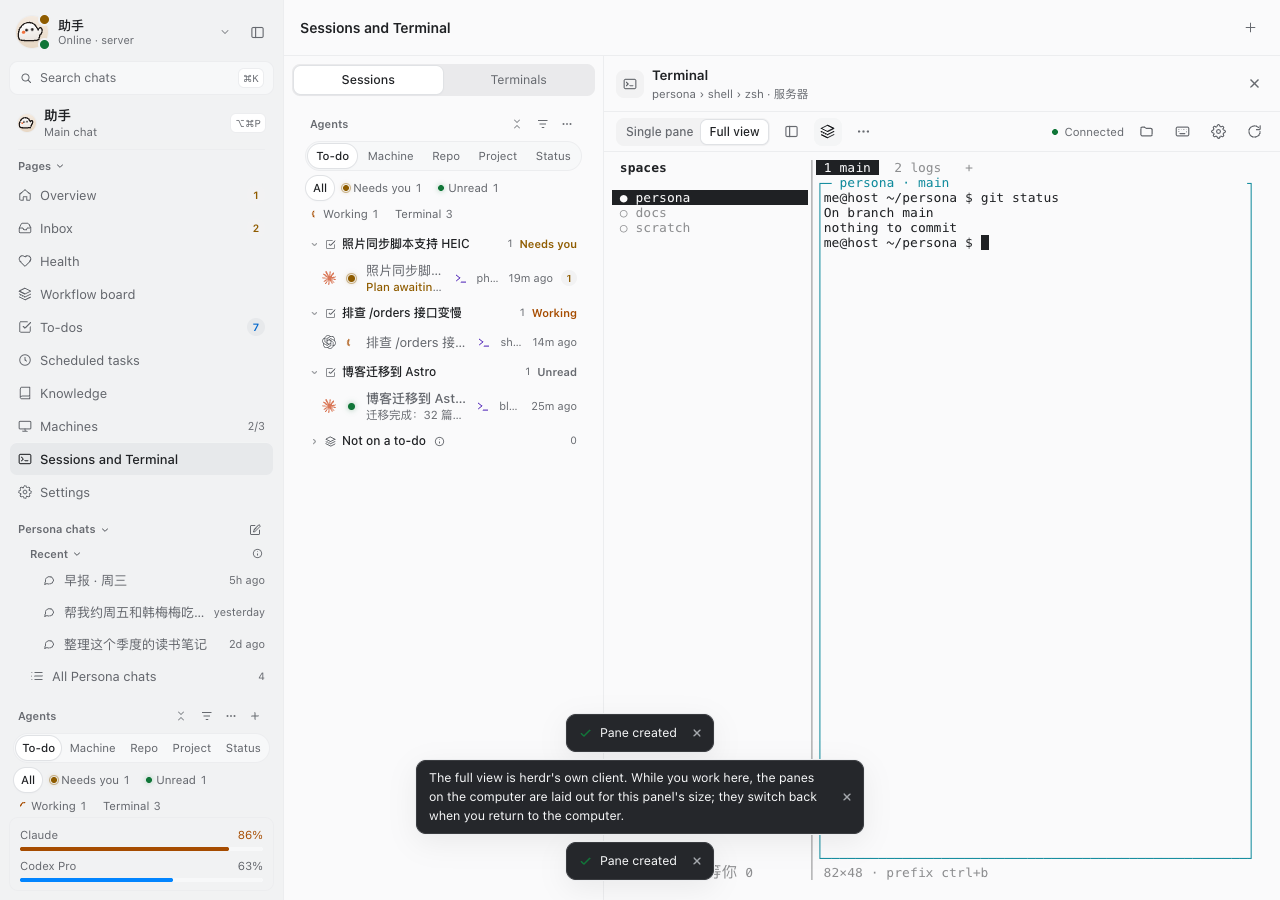 助手
Online · server
Search chats
⌘K
助手
Main chat
⌥⌘P
Pages
Overview
1
Inbox
2
Health
Workflow board
To-dos
7
Scheduled tasks
Knowledge
Machines
2/3
Sessions and Terminal
Settings
Persona chats
Recent
早报 · 周三
5h ago
帮我约周五和韩梅梅吃…
yesterday
整理这个季度的读书笔记
2d ago
All Persona chats
4
Agents
To-do
Machine
Repo
Project
Status
All
Needs you 1
Unread 1
Working 1
Terminal 3
Claude
86%
Codex Pro
63%
Sessions and Terminal
Sessions
Terminals
Agents
To-do
Machine
Repo
Project
Status
All
Needs you 1
Unread 1
Working 1
Terminal 3
照片同步脚本支持 HEIC
1 Needs you
照片同步脚…
ph…
19m ago
1
Plan awaitin…
排查 /orders 接口变慢
1 Working
排查 /orders 接…
sh…
14m ago
博客迁移到 Astro
1 Unread
博客迁移到 Ast…
bl…
25m ago
迁移完成：32 篇…
Not on a to-do
0
Terminal
persona › shell › zsh · 服务器
Single pane
Full view
Connected
spaces
persona
docs
scratch
1 main
2 logs
+
persona · main
me@host ~/persona $ git status
On branch main
nothing to commit
me@host ~/persona $
Pane created
The full view is herdr's own client. While you work here, the panes
on the computer are laid out for this panel's size; they switch back
when you return to the computer.
Pane created
等你 0
82×48 · prefix ctrl+b